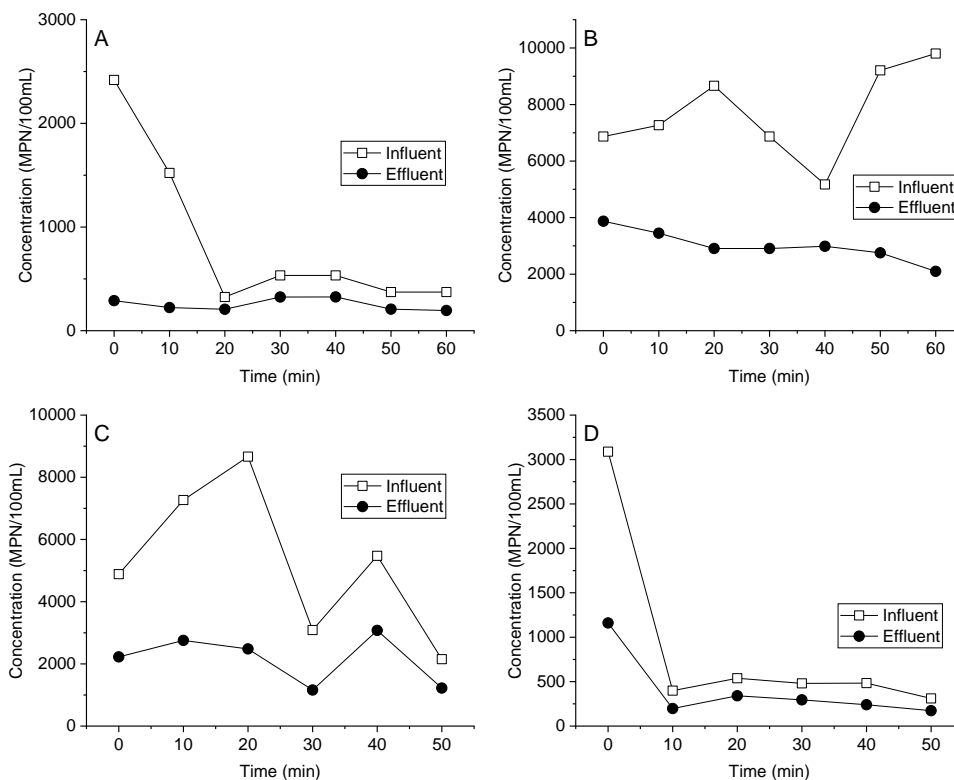 A
3000
2000
1000
0
Concentration (MPN/100mL)
Influent
Effluent
0 10 20 30 40 50 60
Time (min)
B
10000
8000
6000
4000
2000
0
Concentration (MPN/100mL)
Influent
Effluent
0 10 20 30 40 50 60
Time (min)
C
10000
8000
6000
4000
2000
0
Concentration (MPN/100mL)
Influent
Effluent
0 10 20 30 40 50
Time (min)
D
3500
3000
2500
2000
1500
1000
500
0
Concentration (MPN/100mL)
Influent
Effluent
0 10 20 30 40 50
Time (min)